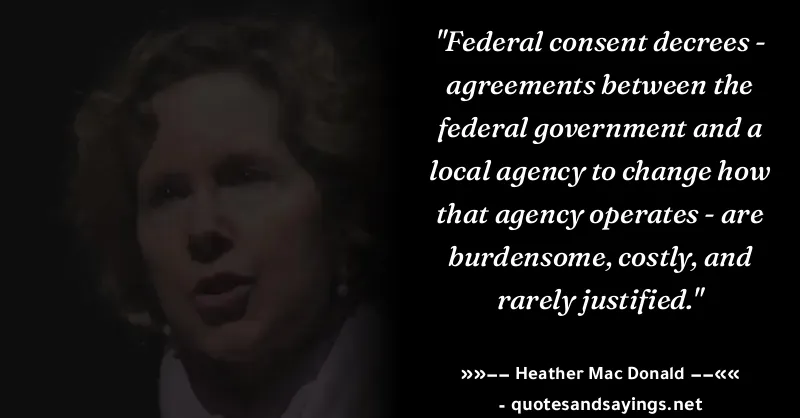 "Federal consent decrees -
agreements between the
federal government and a
local agency to change how
that agency operates - are
burdensome, costly, and
rarely justified."
»»–– Heather Mac Donald ––««
- quotesandsayings.net